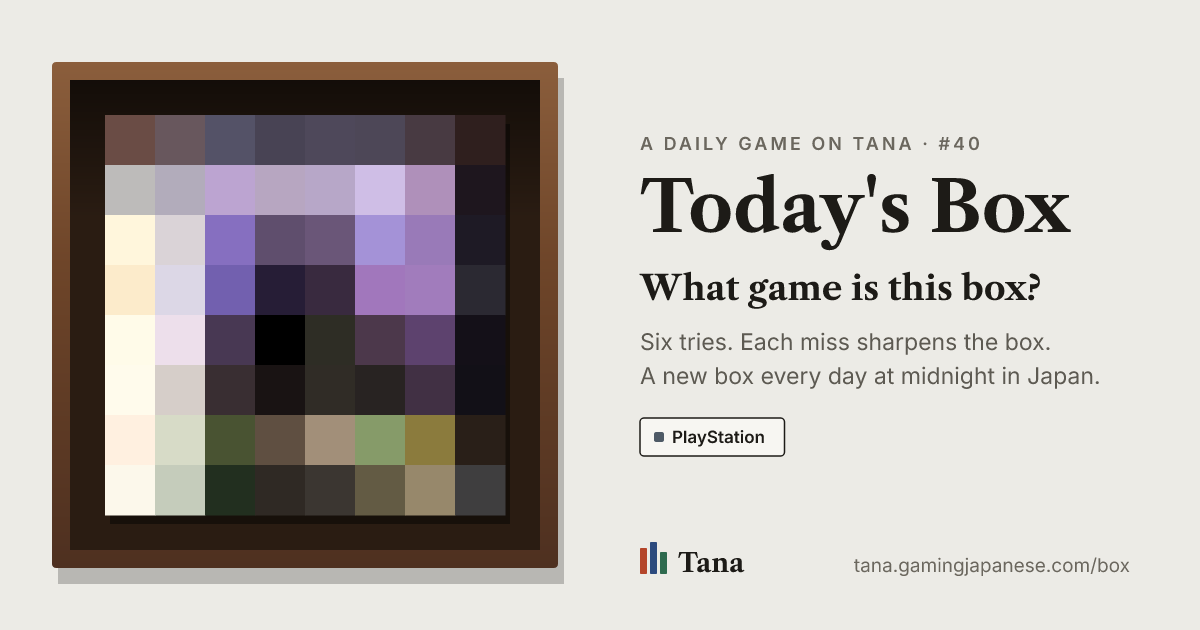 A DAILY GAME ON TANA · #40
Today's Box
What game is this box?
Six tries. Each miss sharpens the box.
A new box every day at midnight in Japan.
PlayStation
Tana
tana.gamingjapanese.com/box